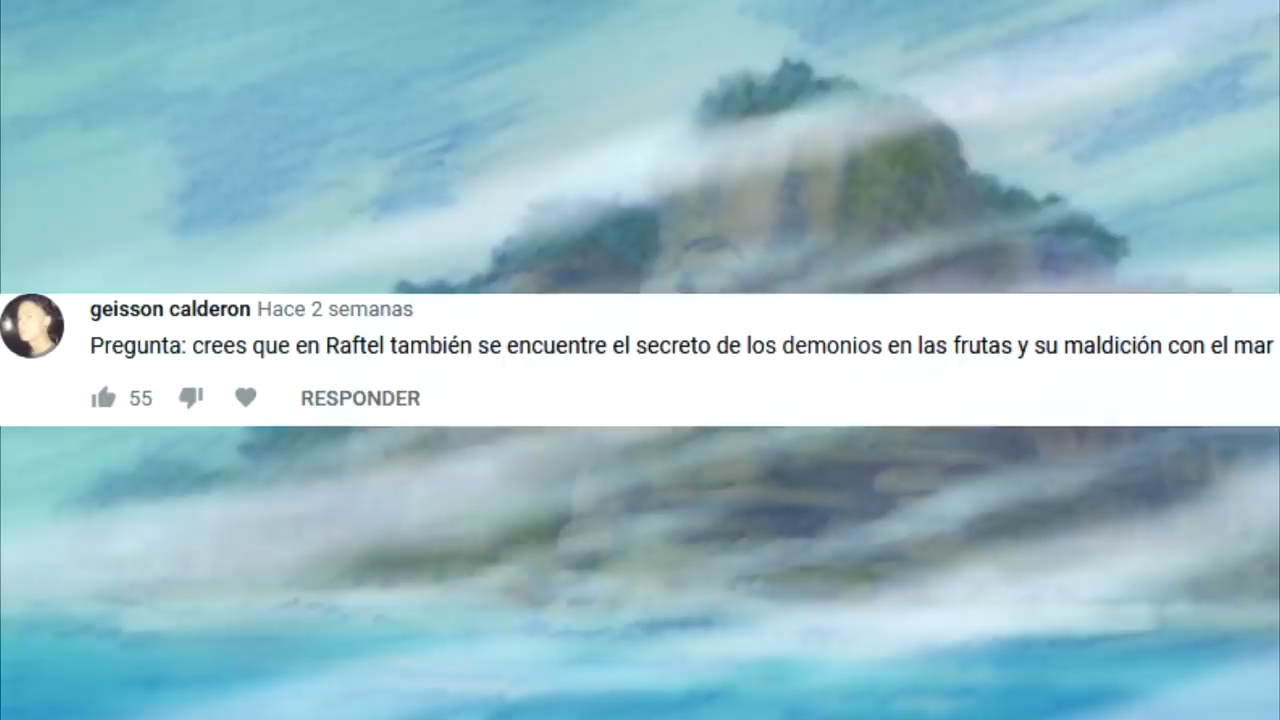 geisson calderon Hace 2 semanas
Pregunta: crees que en Raftel también se encuentre el secreto de los demonios en las frutas y su maldición con el mar
55 RESPONDER